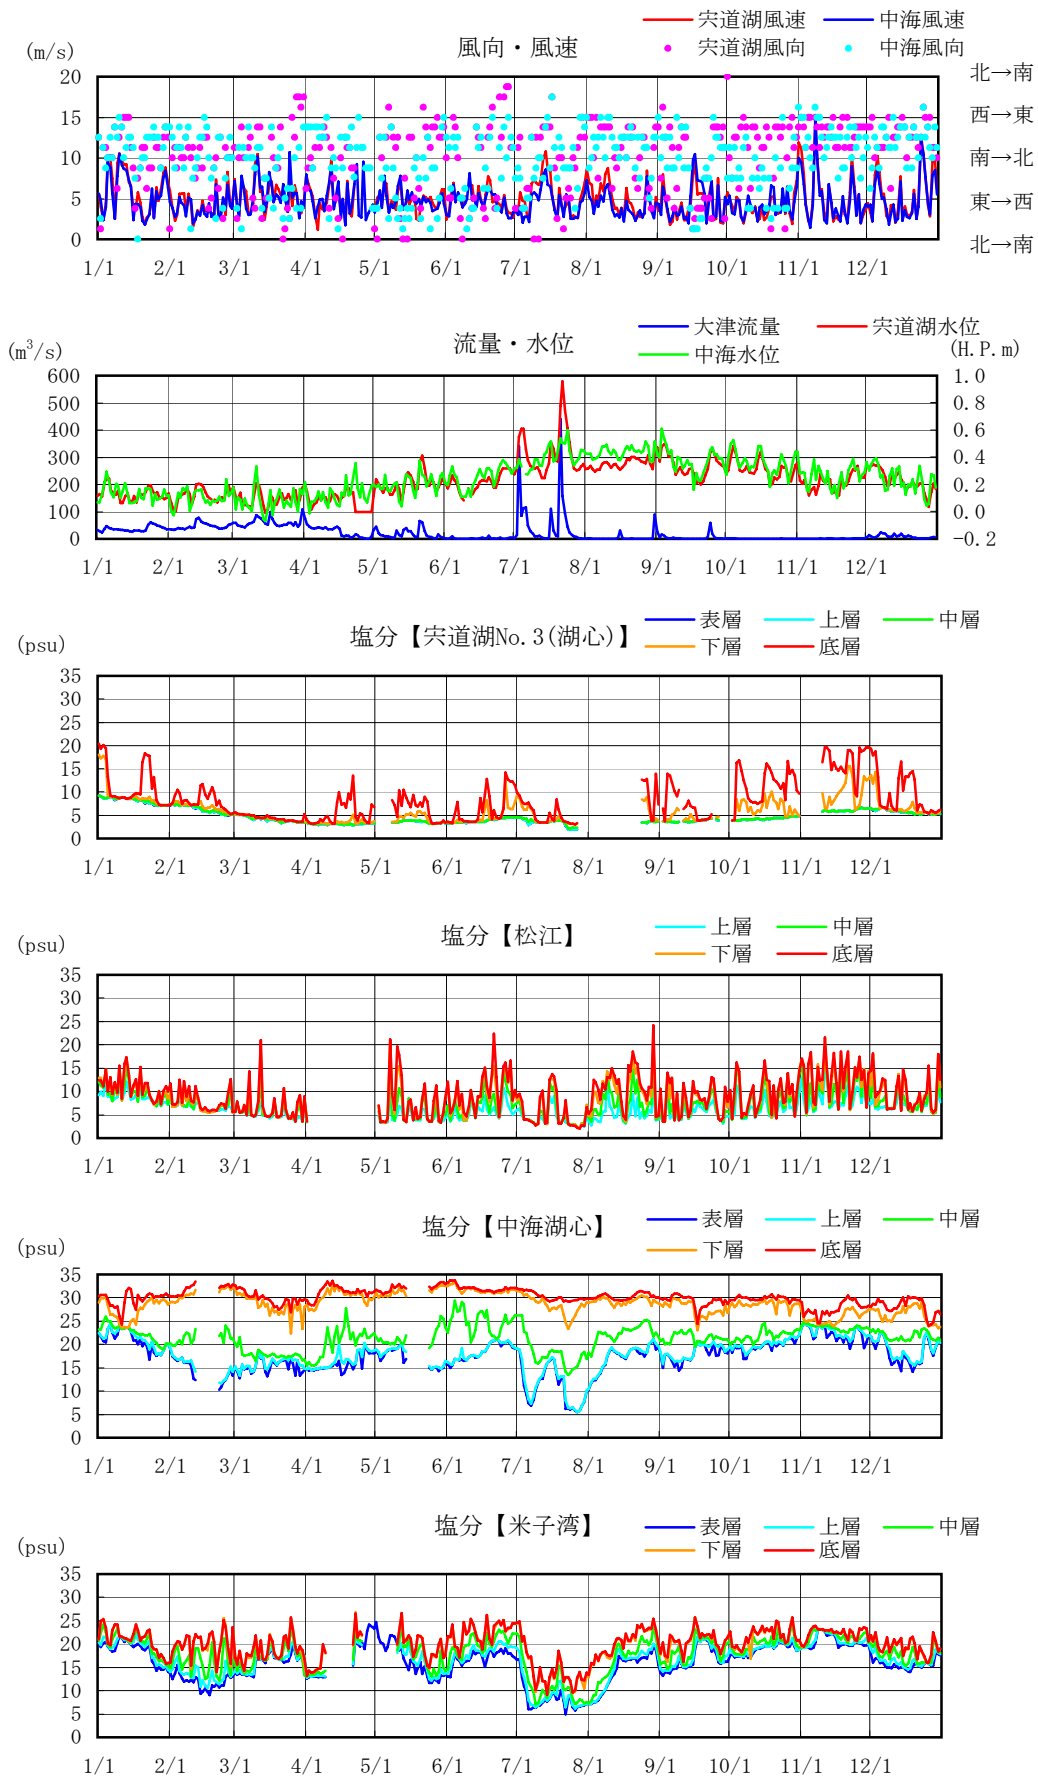 宍道湖風速 中海風速
(m/s) 風向・風速 宍道湖風向 中海風向
20 北→南
15 西→東
10 南→北
5 東→西
0 北→南
1/1 2/1 3/1 4/1 5/1 6/1 7/1 8/1 9/1 10/1 11/1 12/1
大津流量 宍道湖水位
(m³/s) 流量・水位 中海水位 (H.P.m)
600 1.0
500 0.8
400 0.6
300 0.4
200 0.2
100 0.0
0 -0.2
1/1 2/1 3/1 4/1 5/1 6/1 7/1 8/1 9/1 10/1 11/1 12/1
表層 上層 中層
(psu) 塩分【宍道湖No.3(湖心)】 下層 底層
35
30
25
20
15
10
5
0
1/1 2/1 3/1 4/1 5/1 6/1 7/1 8/1 9/1 10/1 11/1 12/1
上層 中層
(psu) 塩分【松江】 下層 底層
35
30
25
20
15
10
5
0
1/1 2/1 3/1 4/1 5/1 6/1 7/1 8/1 9/1 10/1 11/1 12/1
塩分【中海湖心】 表層 上層 中層
(psu) 下層 底層
35
30
25
20
15
10
5
0
1/1 2/1 3/1 4/1 5/1 6/1 7/1 8/1 9/1 10/1 11/1 12/1
塩分【米子湾】 表層 上層 中層
(psu) 下層 底層
35
30
25
20
15
10
5
0
1/1 2/1 3/1 4/1 5/1 6/1 7/1 8/1 9/1 10/1 11/1 12/1